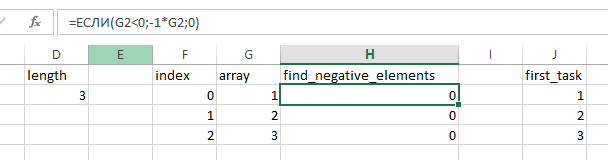 =ЕСЛИ(G2<0;-1*G2;0)
D E F G H I J
length index array find_negative_elements first_task
3 0 1 0 1
1 2 0 2
2 3 0 3